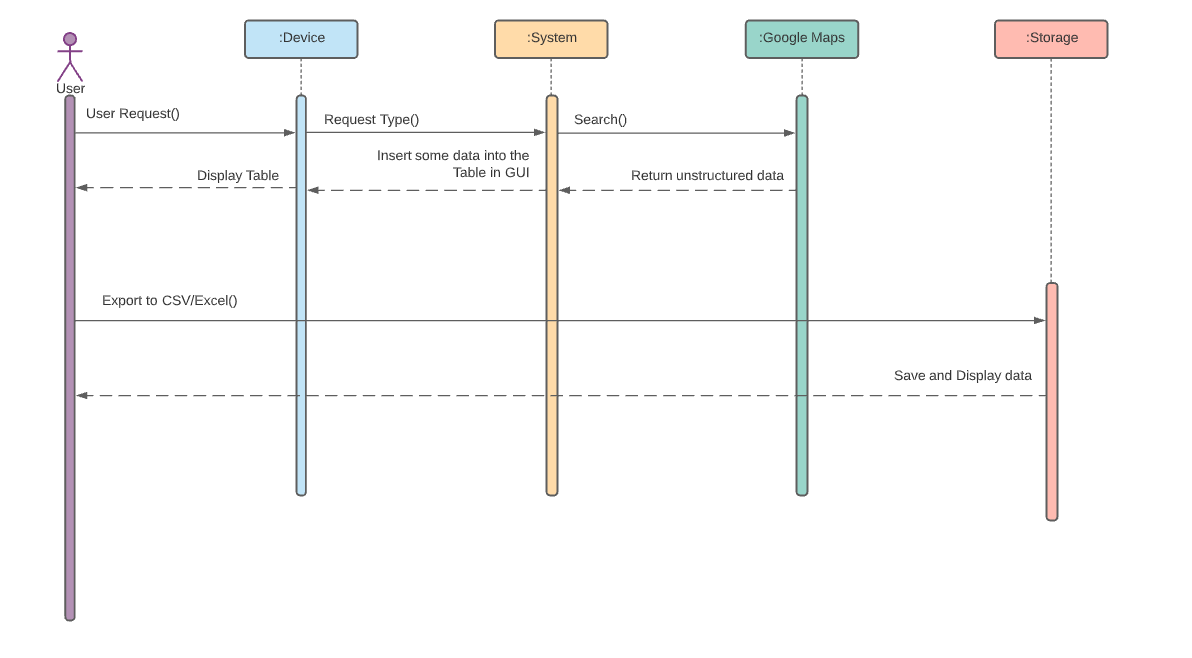 :Device
:System
:Google Maps
:Storage
User
User Request()
Request Type()
Search()
Insert some data into the
Table in GUI
Display Table
Return unstructured data
Export to CSV/Excel()
Save and Display data